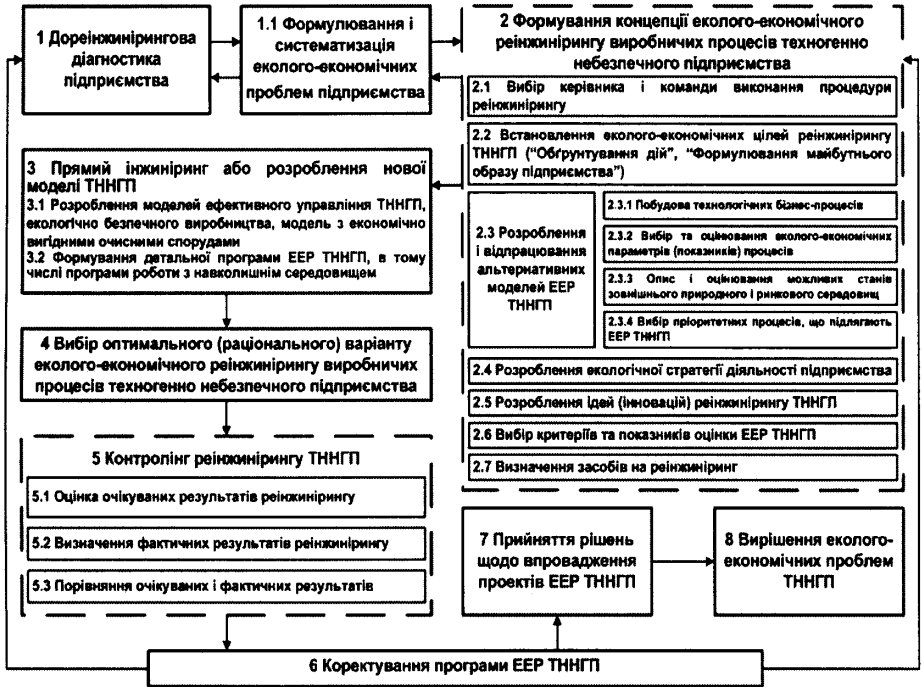 1 Дореінжинірингова
діагностика
підприємства
1.1 Формулювання і
систематизація
еколого-економічних
проблем підприємства
2 Формування концепції еколого-економічного
реінжинірингу виробничих процесів техногенно
небезпечного підприємства
2.1 Вибір керівника і команди виконання процедури
реінжинірингу
2.2 Встановлення еколого-економічних цілей реінжинірингу
ТННГП (“Обґрунтування дій”, “Формулювання майбутнього
образу підприємства”)
2.3 Розроблення
і відпрацювання
альтернативних
моделей ЕЕР
ТННГП
2.3.1 Побудова технологічних бізнес-процесів
2.3.2 Вибір та оцінювання еколого-економічних
параметрів (показників) процесів
2.3.3 Опис і оцінювання можливих станів
зовнішнього природного і ринкового середовищ
2.3.4 Вибір пріоритетних процесів, що підлягають
ЕЕР ТННГП
2.4 Розроблення екологічної стратегії діяльності підприємства
2.5 Розроблення ідей (інновацій) реінжинірингу ТННГП
2.6 Вибір критеріїв та показників оцінки ЕЕР ТННГП
2.7 Визначення засобів на реінжиніринг
3 Прямий інжиніринг або розроблення нової
моделі ТННГП
3.1 Розроблення моделей ефективного управління ТННГП,
екологічно безпечного виробництва, модель з економічно
вигідними очисними спорудами
3.2 Формування детальної програми ЕЕР ТННГП, в тому
числі програми роботи з навколишнім середовищем
4 Вибір оптимального (раціонального) варіанту
еколого-економічного реінжинірингу виробничих
процесів техногенно небезпечного підприємства
5 Контролінг реінжинірингу ТННГП
5.1 Оцінка очікуваних результатів реінжинірингу
5.2 Визначення фактичних результатів реінжинірингу
5.3 Порівняння очікуваних і фактичних результатів
6 Коректування програми ЕЕР ТННГП
7 Прийняття рішень
щодо впровадження
проектів ЕЕР ТННГП
8 Вирішення еколого-
економічних проблем
ТННГП